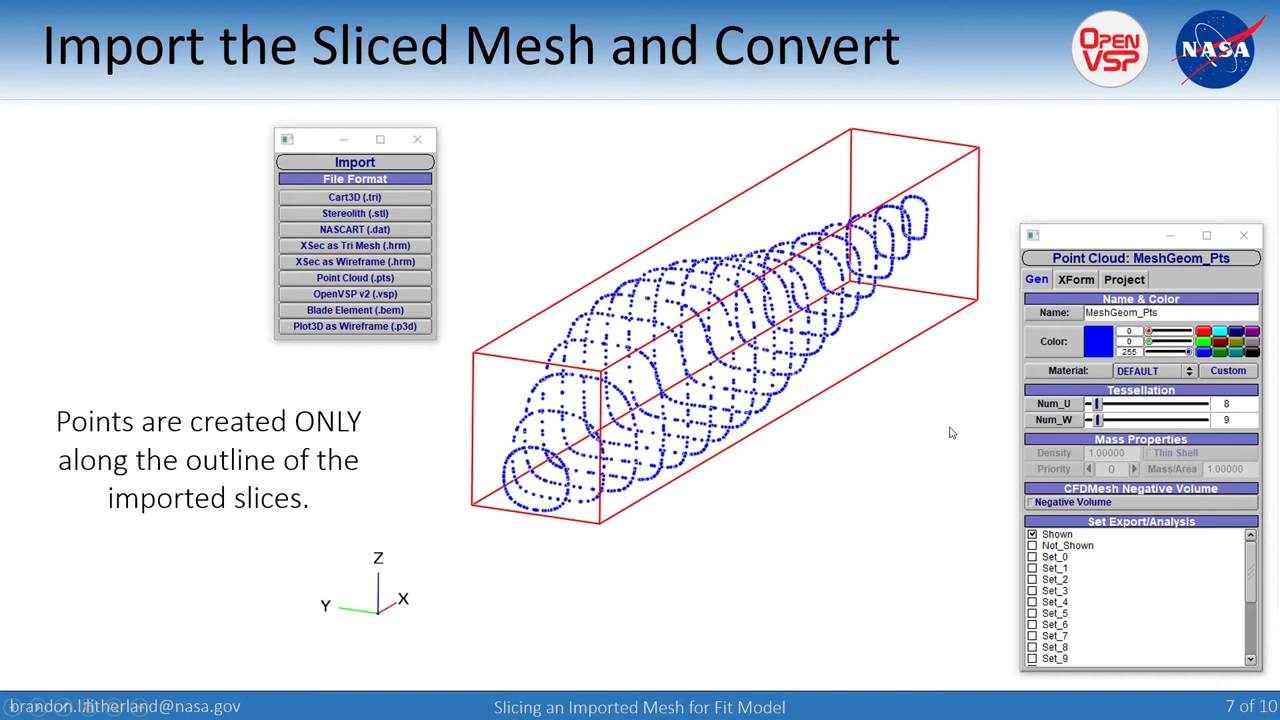 Import the Sliced Mesh and Convert
OPEN
VSP
NASA
Import
File Format
Cart3D (.tri)
Stereolith (.stl)
NASCART (.dat)
XSec as Tri Mesh (.hrm)
XSec as Wireframe (.hrm)
Point Cloud (.pts)
OpenVSP v2 (.vsp)
Blade Element (.bem)
Plot3D as Wireframe (.p3d)
Points are created ONLY
along the outline of the
imported slices.
Z
Y
X
Point Cloud: MeshGeom_Pts
Gen XForm Project
Name & Color
Name: MeshGeom_Pts
Color: 0
0
255
Material: DEFAULT Custom
Tessellation
Num_U 8
Num_W 9
Mass Properties
Density 1.00000 Thin Shell
Priority 0 Mass/Area 1.00000
CFDMesh Negative Volume
Negative Volume
Set Export/Analysis
Shown
Not_Shown
Set_0
Set_1
Set_2
Set_3
Set_4
Set_5
Set_6
Set_7
Set_8
Set_9
brandon.l.litherland@nasa.gov
Slicing an Imported Mesh for Fit Model
7 of 10